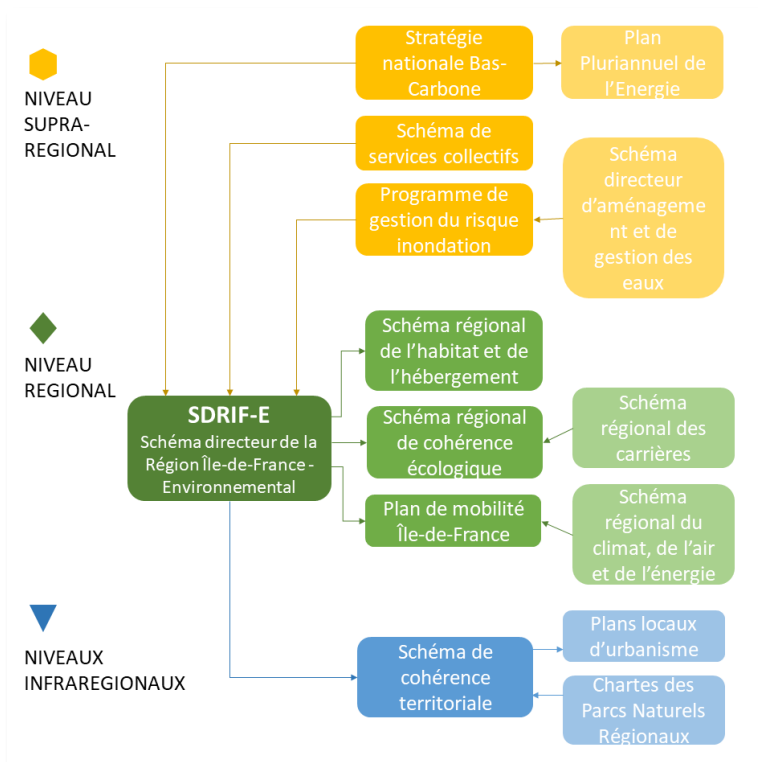 NIVEAU
SUPRA-
REGIONAL
Stratégie
nationale Bas-
Carbone
Plan
Pluriannuel de
l’Energie
Schéma de
services collectifs
Programme de
gestion du risque
inondation
Schéma
directeur
d’aménageme
nt et de
gestion des
eaux
NIVEAU
REGIONAL
SDRIF-E
Schéma directeur de la
Région Île-de-France -
Environnemental
Schéma régional
de l’habitat et de
l’hébergement
Schéma régional
de cohérence
écologique
Schéma
régional des
carrières
Plan de mobilité
Île-de-France
Schéma
régional du
climat, de l’air
et de l’énergie
NIVEAUX
INFRAREGIONAUX
Schéma de
cohérence
territoriale
Plans locaux
d’urbanisme
Chartes des
Parcs Naturels
Régionaux